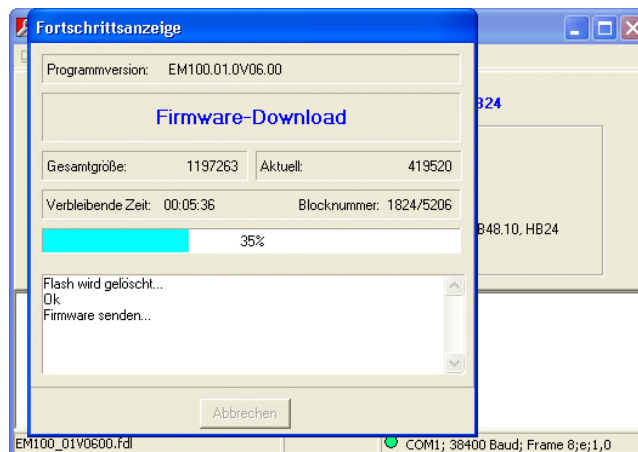 Fortschrittsanzeige
Programmversion: EM100.01.0V06.00
Firmware-Download
Gesamtgröße: 1197263 Aktuell: 419520
Verbleibende Zeit: 00:05:36 Blocknummer: 1824/5206
35%
Flash wird gelöscht...
Ok
Firmware senden...
Abbrechen
B24
B48.10, HB24
EM100_01V0600.fdl
COM1; 38400 Baud; Frame 8;e;1,0